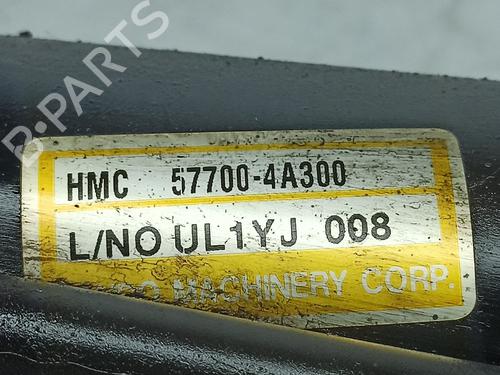 B-PARTS
HMC 57700-4A300
L/NO UL1YJ 008
MACHINERY CORP.